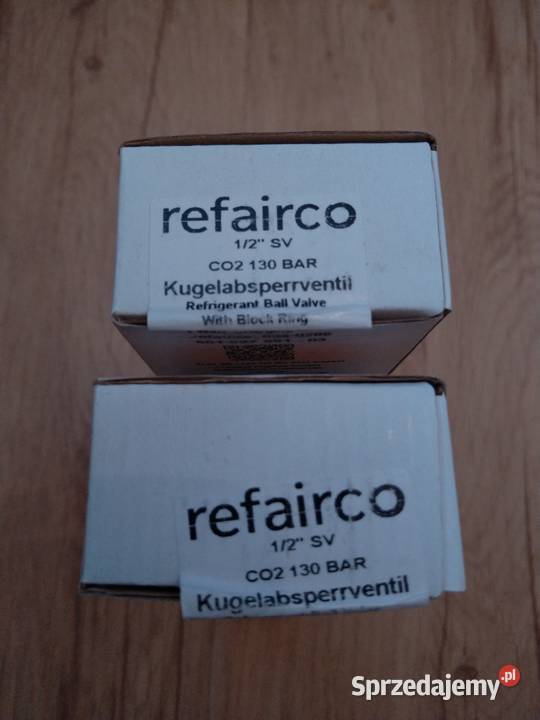 refairco
1/2" SV
CO2 130 BAR
Kugelabsperrventil
Refrigerant Ball Valve
With Block Ring
refairco
1/2" SV
CO2 130 BAR
Kugelabsperrventil
Sprzedajemy.pl